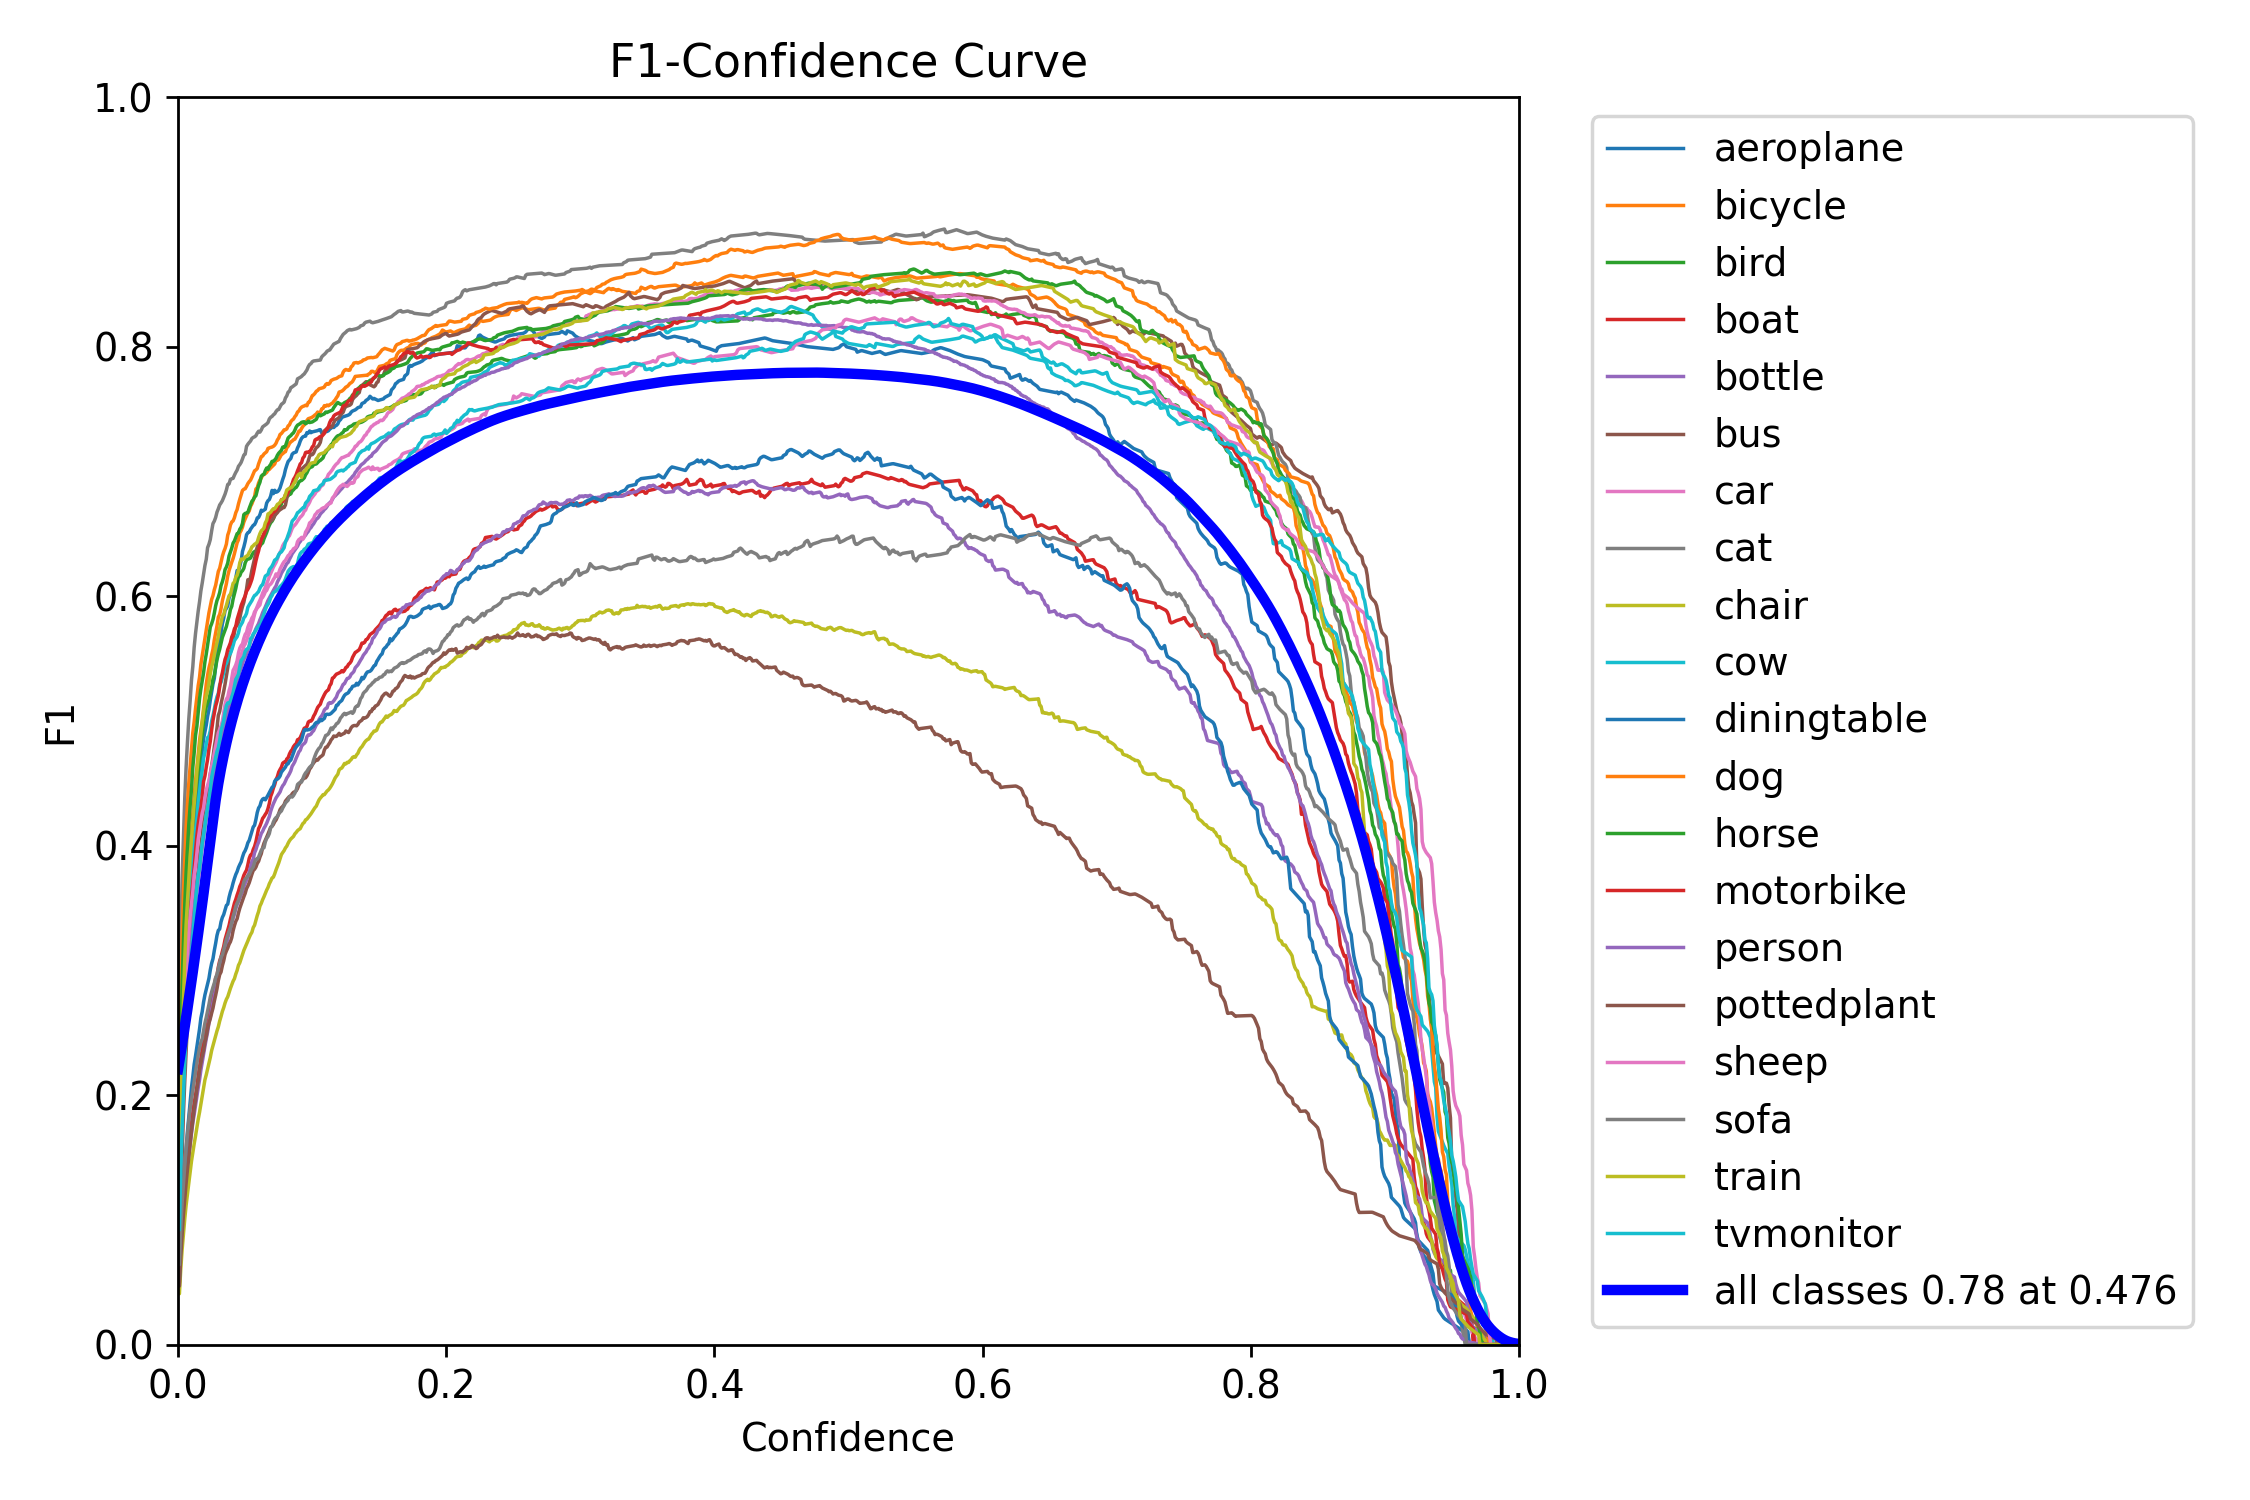 F1-Confidence Curve
1.0
0.8
0.6
0.4
0.2
0.0
F1
0.0 0.2 0.4 0.6 0.8 1.0
Confidence
aeroplane
bicycle
bird
boat
bottle
bus
car
cat
chair
cow
diningtable
dog
horse
motorbike
person
pottedplant
sheep
sofa
train
tvmonitor
all classes 0.78 at 0.476